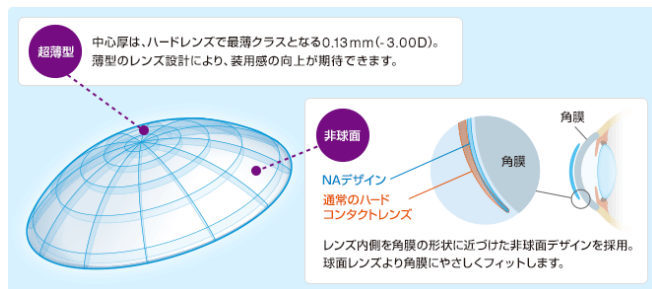 超薄型
中心厚は、ハードレンズで最薄クラスとなる0.13mm(-3.00D)。
薄型のレンズ設計により、装用感の向上が期待できます。
非球面
角膜
角膜
NAデザイン
通常のハード
コンタクトレンズ
レンズ内側を角膜の形状に近づけた非球面デザインを採用。
球面レンズより角膜にやさしくフィットします。